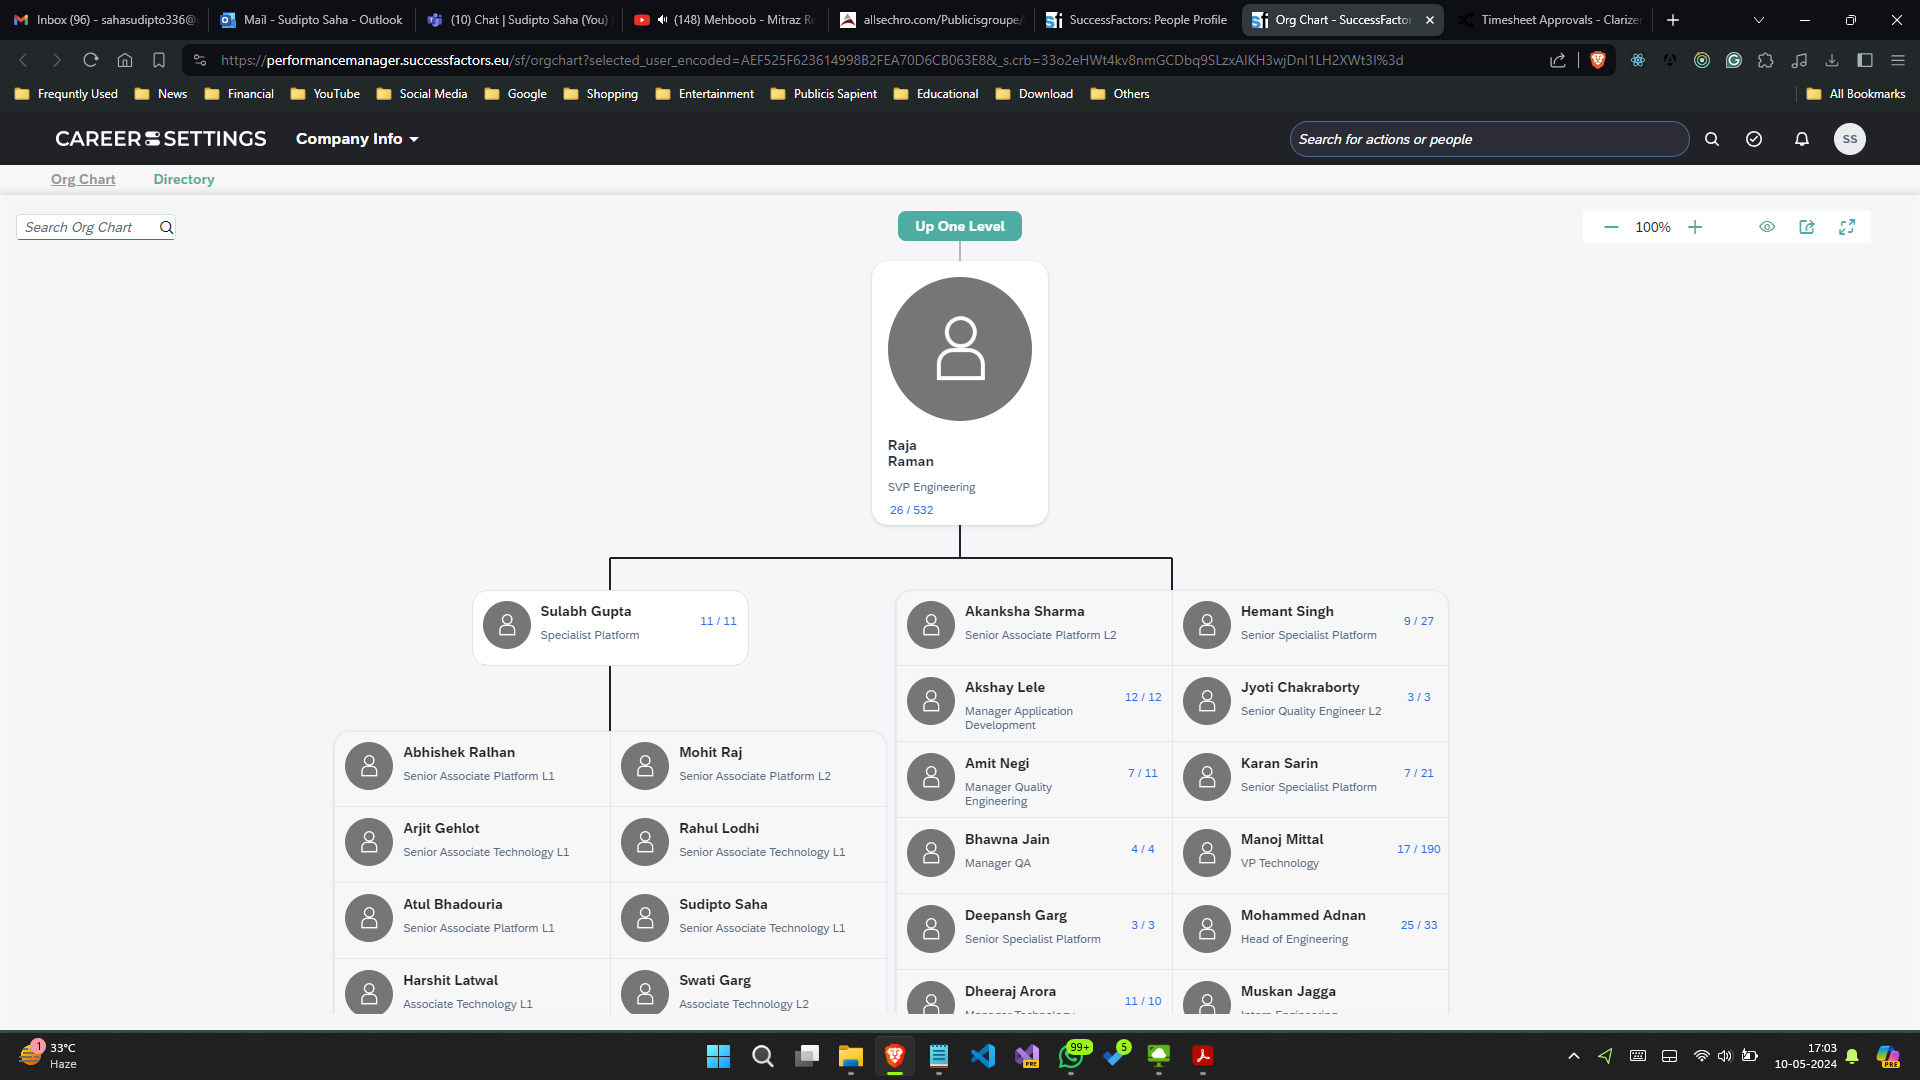 Inbox (96) - sahasudipto336@
Mail - Sudipto Saha - Outlook
(10) Chat | Sudipto Saha (You)
(148) Mehboob - Mitraz
allsechro.com/Publicisgroupe/
SuccessFactors: People Profile
Org Chart - SuccessFactor
Timesheet Approvals - Clarizen
https://performancemanager.successfactors.eu/sf/orgchart?selected_user_encoded=AEF525F623614998B2FEA70D6CB063E8&_s.crb=33o2eHWt4kv8nmGCDbq9SLzxAlKH3wjDnI1LH2XWt3I%3d
Frequntly Used
News
Financial
YouTube
Social Media
Google
Shopping
Entertainment
Publicis Sapient
Educational
Download
Others
All Bookmarks
CAREER SETTINGS
Company Info
Search for actions or people
SS
Org Chart
Directory
Search Org Chart
Up One Level
100%
Raja
Raman
SVP Engineering
26 / 532
Sulabh Gupta
Specialist Platform
11 / 11
Abhishek Ralhan
Senior Associate Platform L1
Mohit Raj
Senior Associate Platform L2
Arjit Gehlot
Senior Associate Technology L1
Rahul Lodhi
Senior Associate Technology L1
Atul Bhadouria
Senior Associate Platform L1
Sudipto Saha
Senior Associate Technology L1
Harshit Latwal
Associate Technology L1
Swati Garg
Associate Technology L2
Akanksha Sharma
Senior Associate Platform L2
Hemant Singh
Senior Specialist Platform
9 / 27
Akshay Lele
Manager Application
Development
12 / 12
Jyoti Chakraborty
Senior Quality Engineer L2
3 / 3
Amit Negi
Manager Quality
Engineering
7 / 11
Karan Sarin
Senior Specialist Platform
7 / 21
Bhawna Jain
Manager QA
4 / 4
Manoj Mittal
VP Technology
17 / 190
Deepansh Garg
Senior Specialist Platform
3 / 3
Mohammed Adnan
Head of Engineering
25 / 33
Dheeraj Arora
Manager Technology
11 / 10
Muskan Jagga
Intern Engineering
1
33°C
Haze
PRE
99+
5
17:03
10-05-2024
PRE